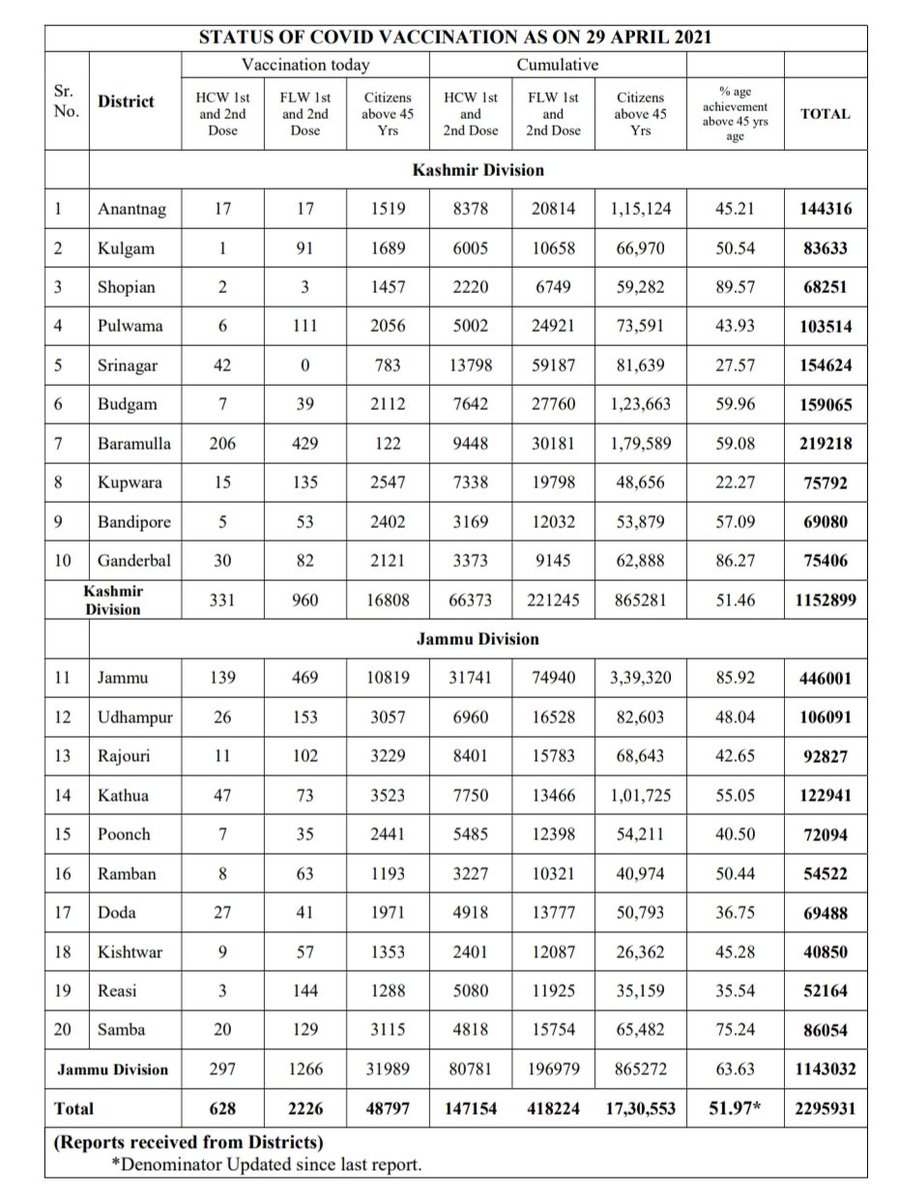 STATUS OF COVID VACCINATION AS ON 29 APRIL 2021
Sr. No. District Vaccination today Cumulative
HCW 1st and 2nd Dose FLW 1st and 2nd Dose Citizens above 45 Yrs HCW 1st and 2nd Dose FLW 1st and 2nd Dose Citizens above 45 Yrs % age achievement above 45 yrs age TOTAL
Kashmir Division
1 Anantnag 17 17 1519 8378 20814 1,15,124 45.21 144316
2 Kulgam 1 91 1689 6005 10658 66,970 50.54 83633
3 Shopian 2 3 1457 2220 6749 59,282 89.57 68251
4 Pulwama 6 111 2056 5002 24921 73,591 43.93 103514
5 Srinagar 42 0 783 13798 59187 81,639 27.57 154624
6 Budgam 7 39 2112 7642 27760 1,23,663 59.96 159065
7 Baramulla 206 429 122 9448 30181 1,79,589 59.08 219218
8 Kupwara 15 135 2547 7338 19798 48,656 22.27 75792
9 Bandipore 5 53 2402 3169 12032 53,879 57.09 69080
10 Ganderbal 30 82 2121 3373 9145 62,888 86.27 75406
Kashmir Division 331 960 16808 66373 221245 865281 51.46 1152899
Jammu Division
11 Jammu 139 469 10819 31741 74940 3,39,320 85.92 446001
12 Udhampur 26 153 3057 6960 16528 82,603 48.04 106091
13 Rajouri 11 102 3229 8401 15783 68,643 42.65 92827
14 Kathua 47 73 3523 7750 13466 1,01,725 55.05 122941
15 Poonch 7 35 2441 5485 12398 54,211 40.50 72094
16 Ramban 8 63 1193 3227 10321 40,974 50.44 54522
17 Doda 27 41 1971 4918 13777 50,793 36.75 69488
18 Kishtwar 9 57 1353 2401 12087 26,362 45.28 40850
19 Reasi 3 144 1288 5080 11925 35,159 35.54 52164
20 Samba 20 129 3115 4818 15754 65,482 75.24 86054
Jammu Division 297 1266 31989 80781 196979 865272 63.63 1143032
Total 628 2226 48797 147154 418224 17,30,553 51.97* 2295931
(Reports received from Districts)
*Denominator Updated since last report.